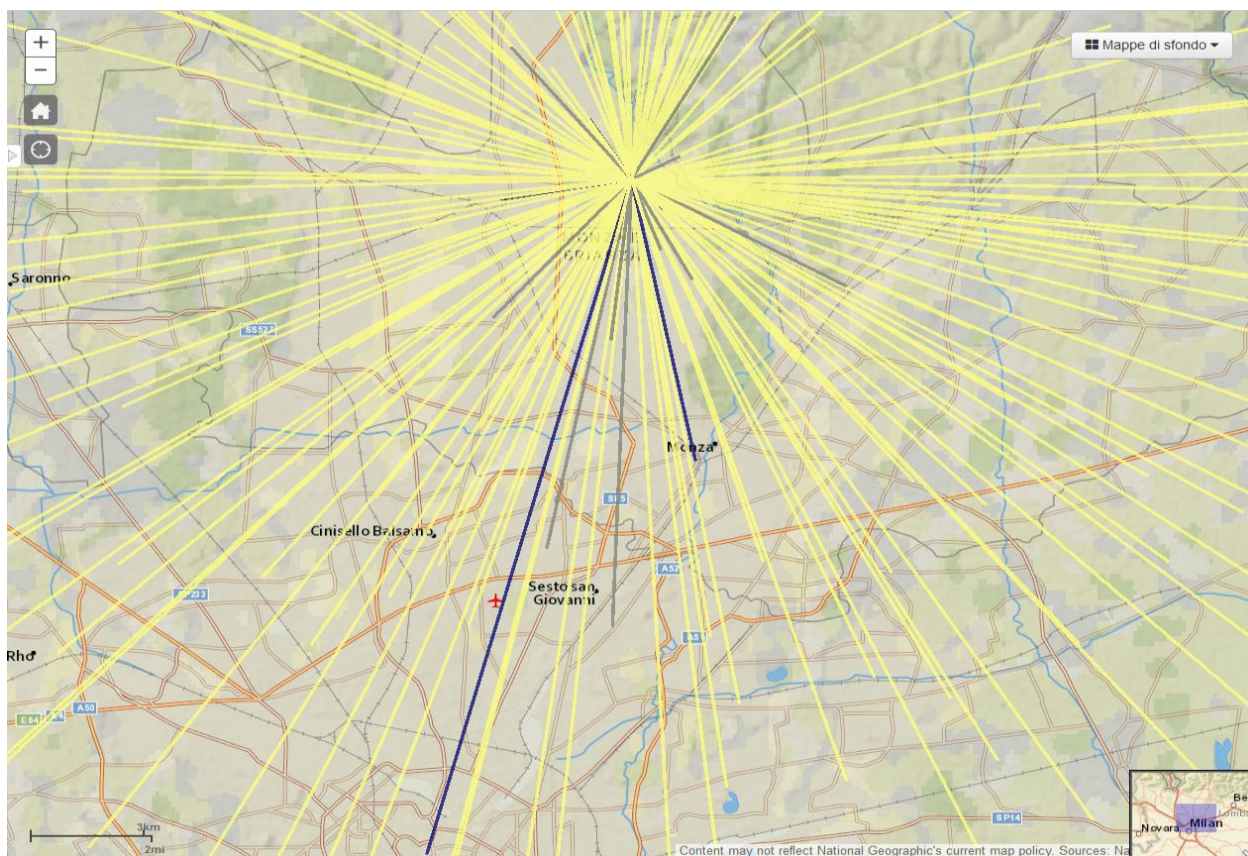 +
Mappe di sfondo
−
Saronno
SS527
Monza
SP5
Cinisello Balsamo
A52
Sesto san
Giovanni
SP233
A51
Rho
A50
E64
A4
SP14
3km
2mi
Novara
Milan
Content may not reflect National Geographic's current map policy. Sources: Na